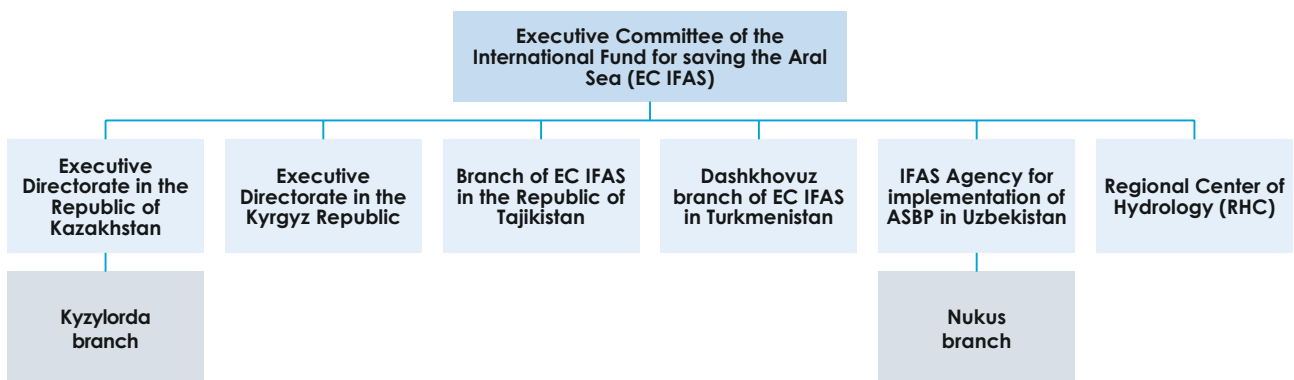 Executive Committee of the
International Fund for saving the Aral
Sea (EC IFAS)
Executive
Directorate in the
Republic of
Kazakhstan
Executive
Directorate in the
Kyrgyz Republic
Branch of EC IFAS
in the Republic of
Tajikistan
Dashkhovuz
branch of EC IFAS
in Turkmenistan
IFAS Agency for
implementation of
ASBP in Uzbekistan
Regional Center of
Hydrology (RHC)
Kyzylorda
branch
Nukus
branch